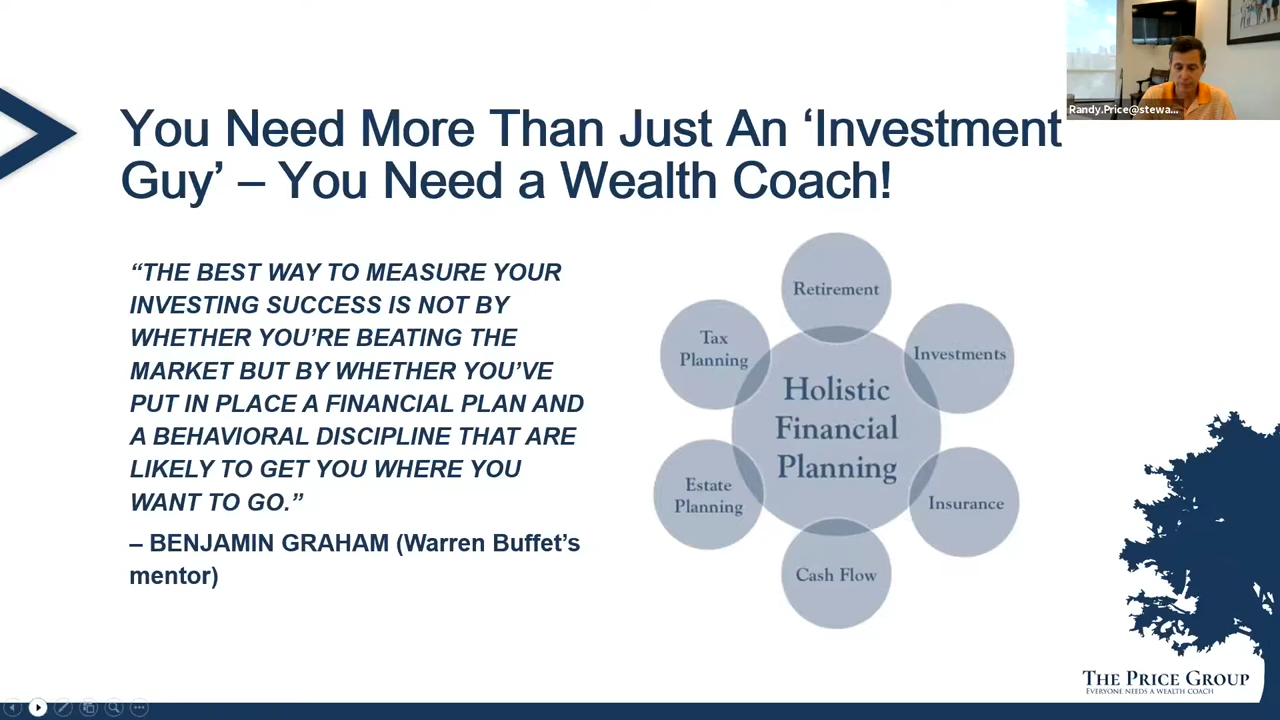 Randy.Price@stewa...
You Need More Than Just An ‘Investment
Guy’ – You Need a Wealth Coach!
“THE BEST WAY TO MEASURE YOUR
INVESTING SUCCESS IS NOT BY
WHETHER YOU’RE BEATING THE
MARKET BUT BY WHETHER YOU’VE
PUT IN PLACE A FINANCIAL PLAN AND
A BEHAVIORAL DISCIPLINE THAT ARE
LIKELY TO GET YOU WHERE YOU
WANT TO GO.”
– BENJAMIN GRAHAM (Warren Buffet’s
mentor)
Retirement
Tax
Planning
Investments
Holistic
Financial
Planning
Estate
Planning
Insurance
Cash Flow
THE PRICE GROUP
EVERYONE NEEDS A WEALTH COACH